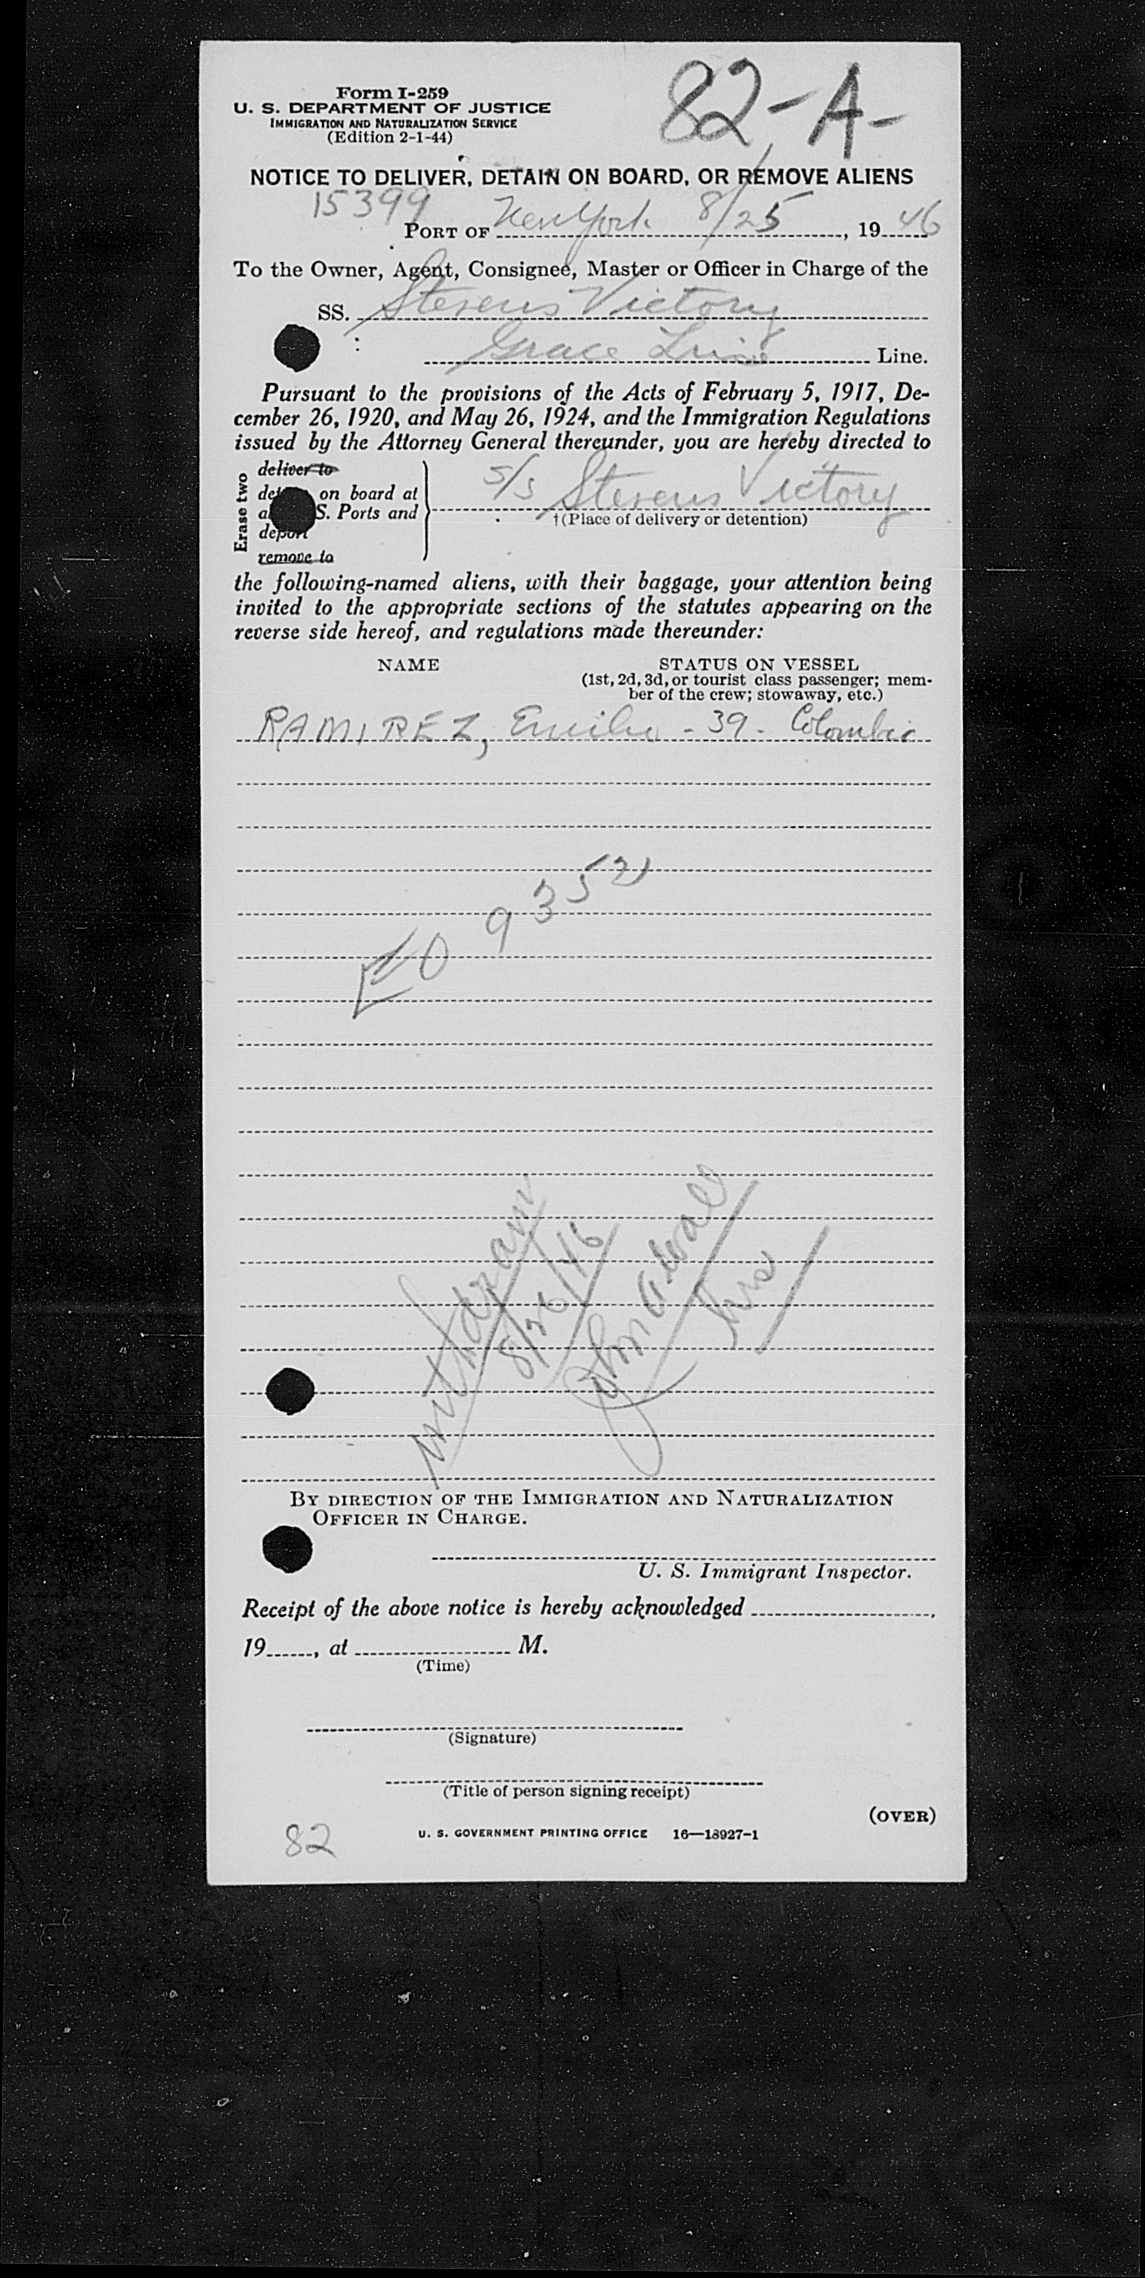 82-A-
Form I-259
U. S. DEPARTMENT OF JUSTICE
IMMIGRATION AND NATURALIZATION SERVICE
(Edition 2-1-44)
NOTICE TO DELIVER, DETAIN ON BOARD, OR REMOVE ALIENS
15399
PORT OF New York 8/25, 1946
To the Owner, Agent, Consignee, Master or Officer in Charge of the
SS. Stevens Victory
Grace Line Line.
Pursuant to the provisions of the Acts of February 5, 1917, De-
cember 26, 1920, and May 26, 1924, and the Immigration Regulations
issued by the Attorney General thereunder, you are hereby directed to
Erase two
deliver to
on board at
S. Ports and
deport
remove to
S/S Stevens Victory
†(Place of delivery or detention)
the following-named aliens, with their baggage, your attention being
invited to the appropriate sections of the statutes appearing on the
reverse side hereof, and regulations made thereunder:
NAME
STATUS ON VESSEL
(1st, 2d, 3d, or tourist class passenger; mem-
ber of the crew; stowaway, etc.)
RAMIREZ, Emilio - 39 - Colombia
EO 9352
withdrawn
8/26/46
John A. Wall
Ins
BY DIRECTION OF THE IMMIGRATION AND NATURALIZATION
OFFICER IN CHARGE.
U. S. Immigrant Inspector.
Receipt of the above notice is hereby acknowledged
19, at M.
(Time)
(Signature)
(Title of person signing receipt)
(OVER)
82
U. S. GOVERNMENT PRINTING OFFICE 16—18927-1